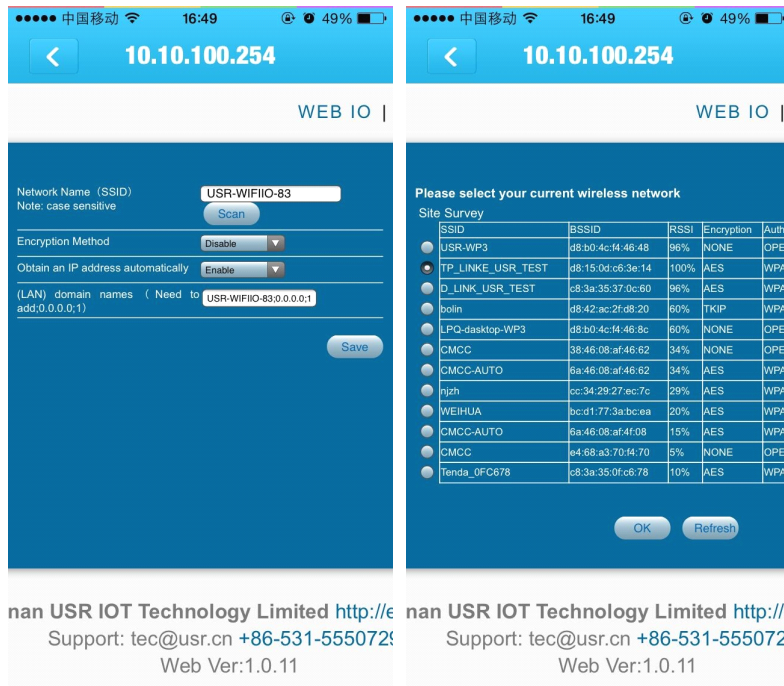 中国移动 16:49 49%
10.10.100.254
WEB IO |
Network Name（SSID） USR-WIFIIO-83
Note: case sensitive
Scan
Encryption Method Disable
Obtain an IP address automatically Enable
(LAN) domain names ( Need to add;0.0.0.0;1) USR-WIFIIO-83;0.0.0.0;1
Save
nan USR IOT Technology Limited http://e
Support: tec@usr.cn +86-531-5550729
Web Ver:1.0.11
中国移动 16:49 49%
10.10.100.254
WEB IO |
Please select your current wireless network
Site Survey
SSID BSSID RSSI Encryption Auth
USR-WP3 d8:b0:4c:f4:46:48 96% NONE OPE
TP_LINKE_USR_TEST d8:15:0d:c6:3e:14 100% AES WPA
D_LINK_USR_TEST c8:3a:35:37:0c:60 96% AES WPA
bolin d8:42:ac:2f:d8:20 60% TKIP WPA
LPQ-dasktop-WP3 d8:b0:4c:f4:46:8c 60% NONE OPE
CMCC 38:46:08:af:46:62 34% NONE OPE
CMCC-AUTO 6a:46:08:af:46:62 34% AES WPA
njzh cc:34:29:27:ec:7c 29% AES WPA
WEIHUA bc:d1:77:3a:bc:ea 20% AES WPA
CMCC-AUTO 6a:46:08:af:4f:08 15% AES WPA
CMCC e4:68:a3:70:f4:70 5% NONE OPE
Tenda_0FC678 c8:3a:35:0f:c6:78 10% AES WPA
OK Refresh
nan USR IOT Technology Limited http://
Support: tec@usr.cn +86-531-555072
Web Ver:1.0.11